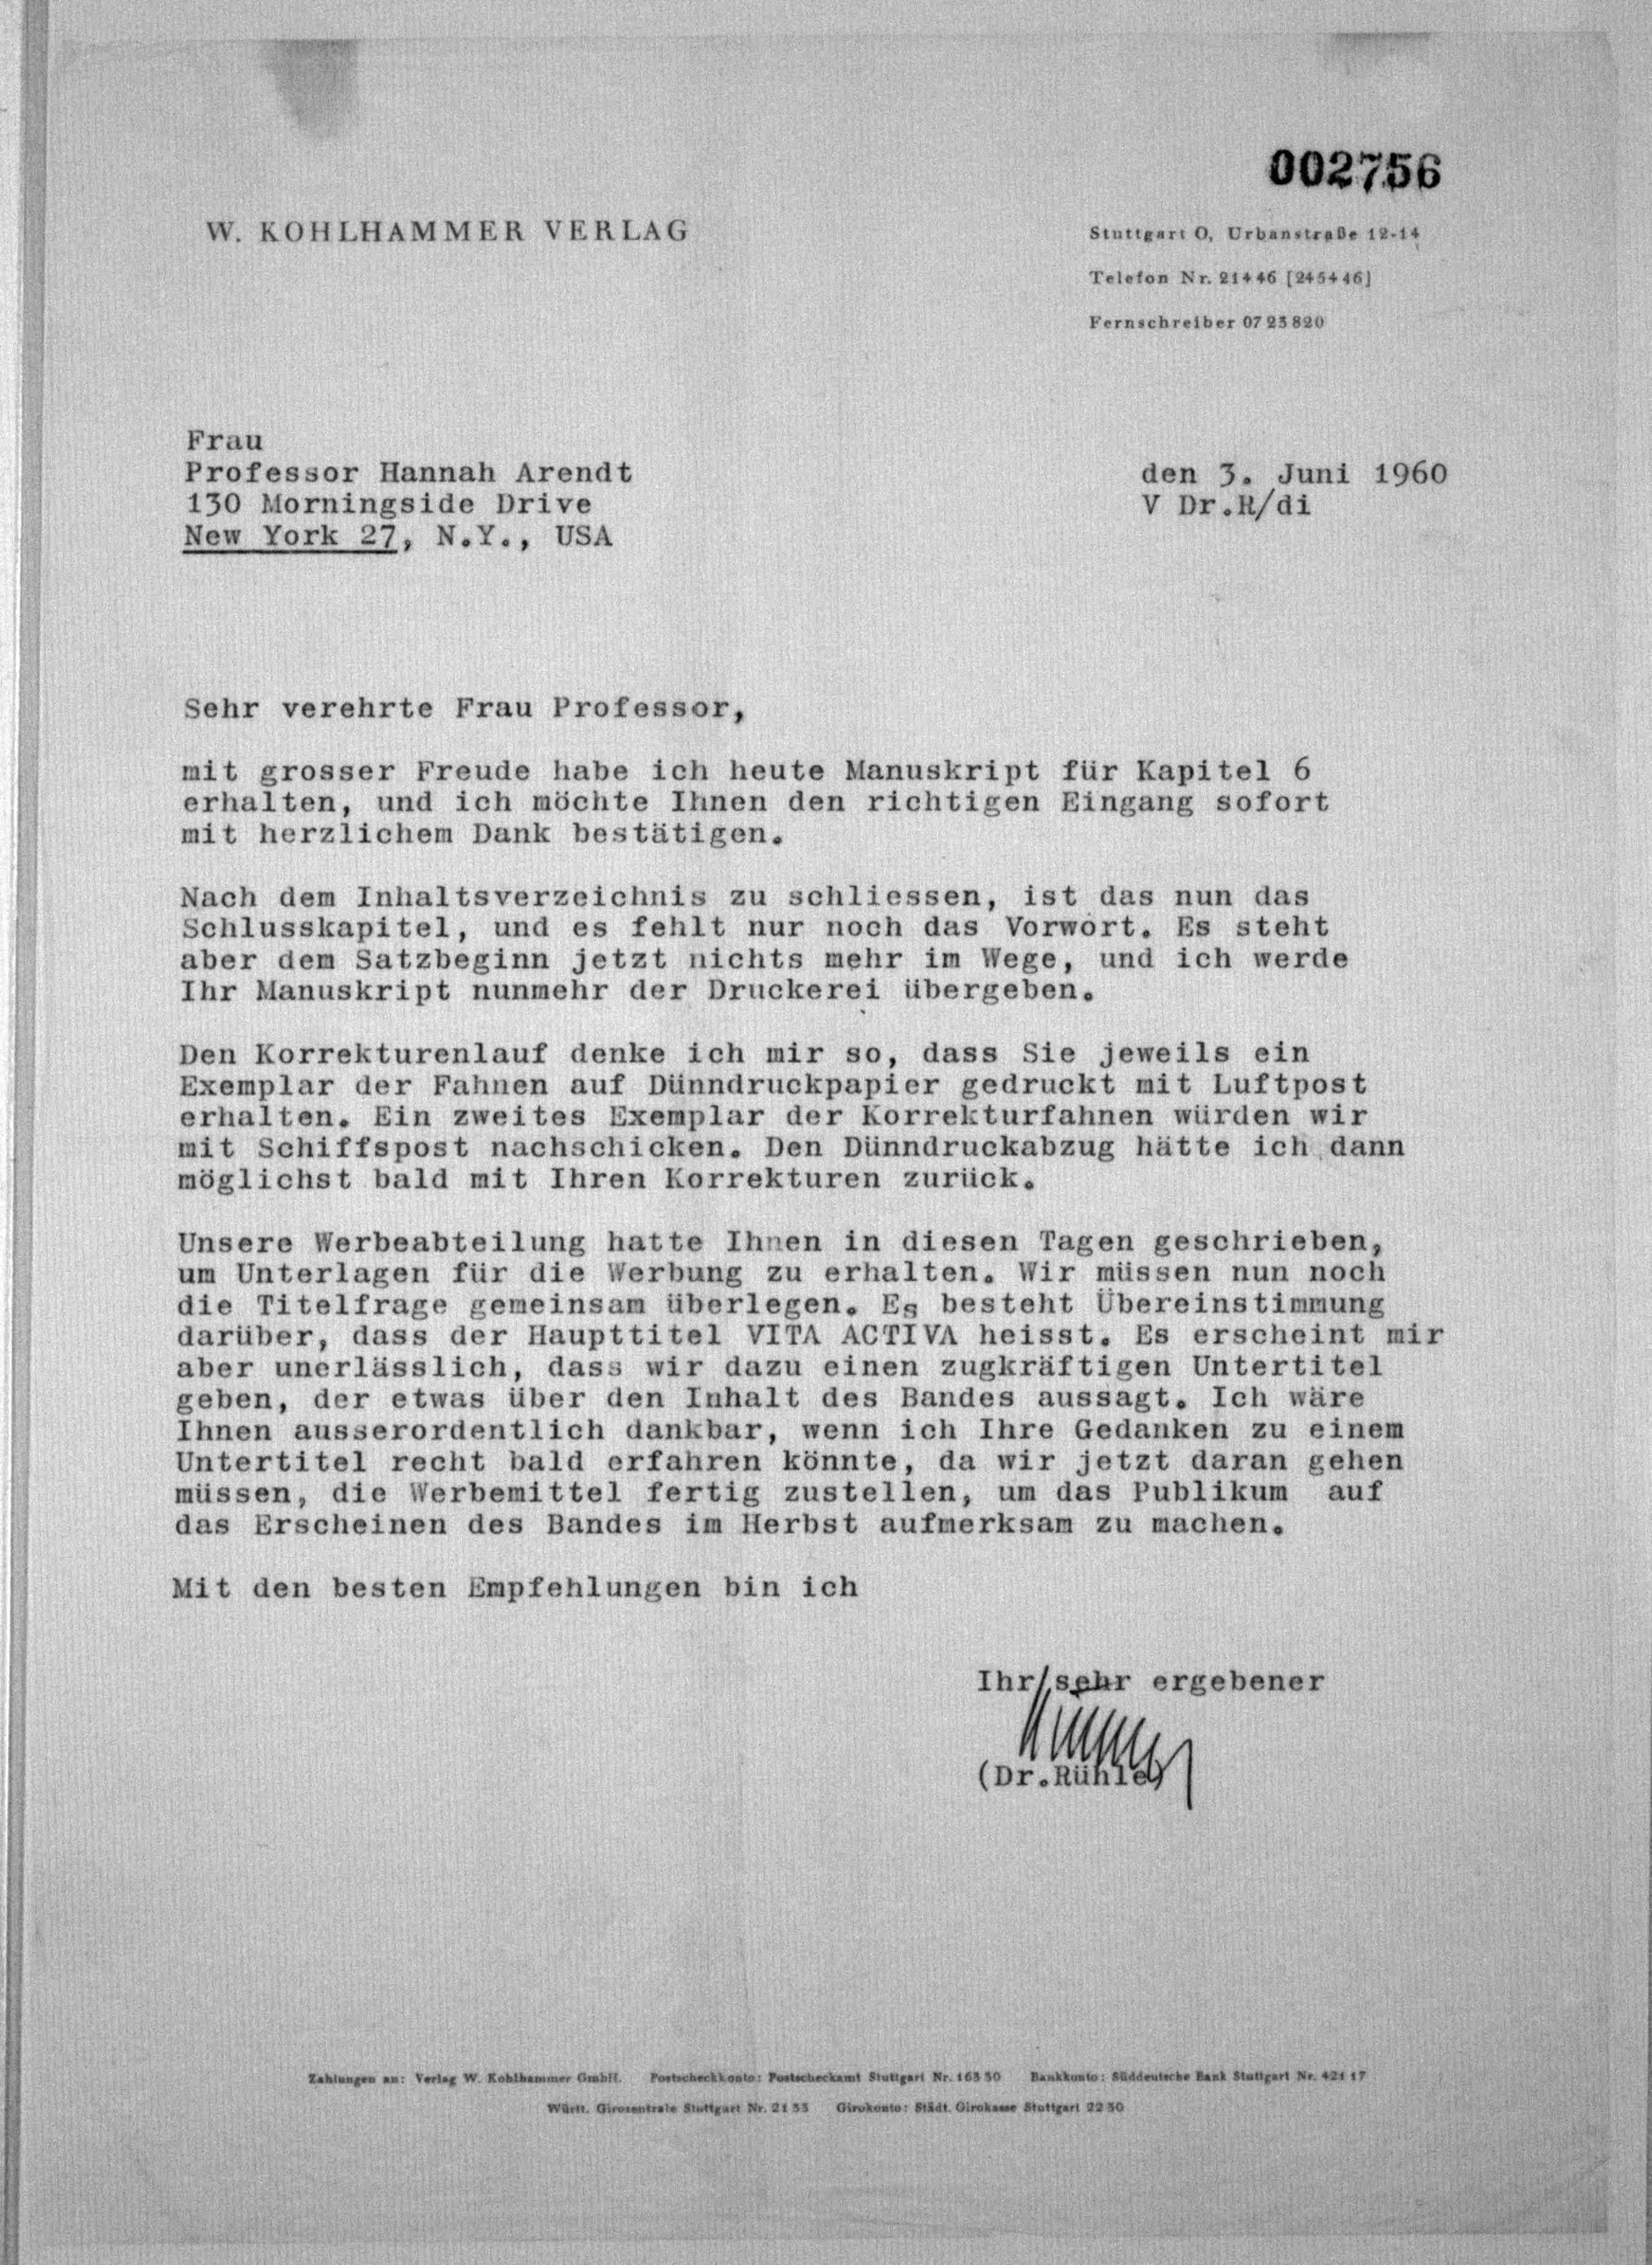 002756
W. KOHLHAMMER VERLAG
Stuttgart O, Urbanstraße 12-14
Telefon Nr. 21446 [245446]
Fernschreiber 0723820
Frau
Professor Hannah Arendt
130 Morningside Drive
New York 27, N.Y., USA
den 3. Juni 1960
V Dr.R/di
Sehr verehrte Frau Professor,
mit grosser Freude habe ich heute Manuskript für Kapitel 6
erhalten, und ich möchte Ihnen den richtigen Eingang sofort
mit herzlichem Dank bestätigen.
Nach dem Inhaltsverzeichnis zu schliessen, ist das nun das
Schlusskapitel, und es fehlt nur noch das Vorwort. Es steht
aber dem Satzbeginn jetzt nichts mehr im Wege, und ich werde
Ihr Manuskript nunmehr der Druckerei übergeben.
Den Korrekturenlauf denke ich mir so, dass Sie jeweils ein
Exemplar der Fahnen auf Dünndruckpapier gedruckt mit Luftpost
erhalten. Ein zweites Exemplar der Korrekturfahnen würden wir
mit Schiffspost nachschicken. Den Dünndruckabzug hätte ich dann
möglichst bald mit Ihren Korrekturen zurück.
Unsere Werbeabteilung hatte Ihnen in diesen Tagen geschrieben,
um Unterlagen für die Werbung zu erhalten. Wir müssen nun noch
die Titelfrage gemeinsam überlegen. Es besteht Übereinstimmung
darüber, dass der Haupttitel VITA ACTIVA heisst. Es erscheint mir
aber unerlässlich, dass wir dazu einen zugkräftigen Untertitel
geben, der etwas über den Inhalt des Bandes aussagt. Ich wäre
Ihnen ausserordentlich dankbar, wenn ich Ihre Gedanken zu einem
Untertitel recht bald erfahren könnte, da wir jetzt daran gehen
müssen, die Werbemittel fertig zustellen, um das Publikum auf
das Erscheinen des Bandes im Herbst aufmerksam zu machen.
Mit den besten Empfehlungen bin ich
Ihr sehr ergebener
(Dr.Rühle)
Zahlungen an: Verlag W. Kohlhammer GmbH. Postscheckkonto: Postscheckamt Stuttgart Nr. 16330 Bankkonto: Süddeutsche Bank Stuttgart Nr. 42117
Württ. Girozentrale Stuttgart Nr. 2133 Girokonto: Städt. Girokasse Stuttgart 2230